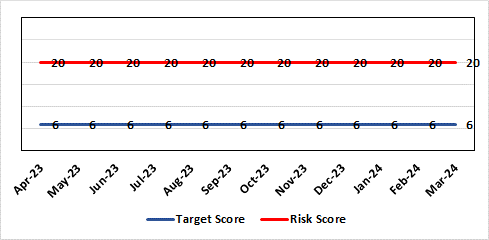 20 20 20 20 20 20 20 20 20 20 20 20
6 6 6 6 6 6 6 6 6 6 6 6
Apr-23 May-23 Jun-23 Jul-23 Aug-23 Sep-23 Oct-23 Nov-23 Dec-23 Jan-24 Feb-24 Mar-24
Target Score Risk Score